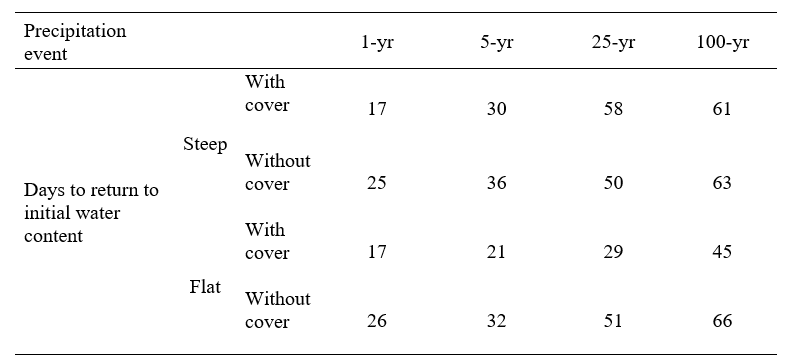 Precipitation
event
1-yr 5-yr 25-yr 100-yr
With
cover 17 30 58 61
Steep
Without
cover 25 36 50 63
Days to return to
initial water
content
With
cover 17 21 29 45
Flat
Without
cover 26 32 51 66